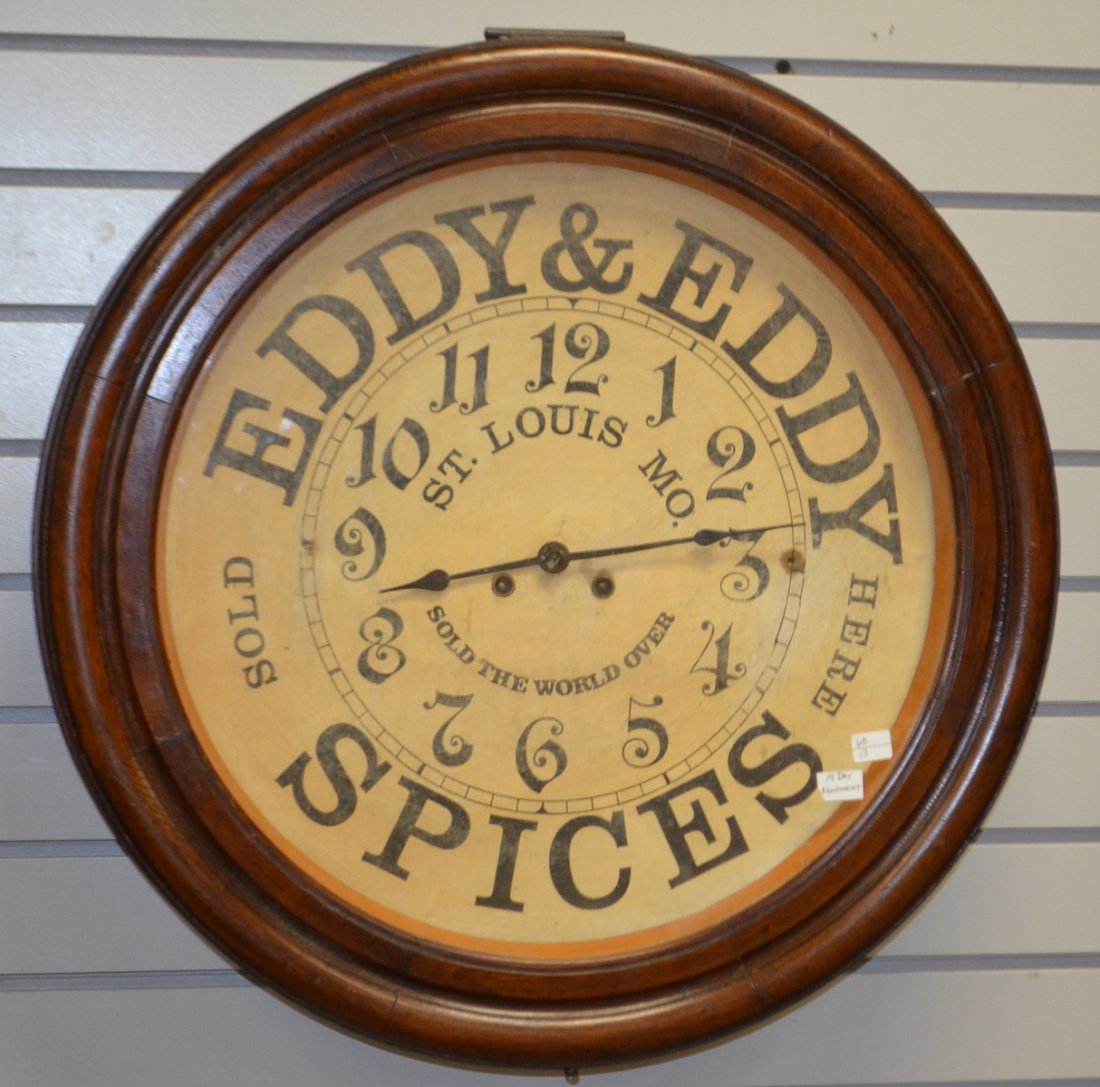 EDDY & EDDY
12
11
1
10
2
ST. LOUIS MO.
9
3
SOLD
HERE
8
4
SOLD THE WORLD OVER
7
5
6
SPICES
14 DAY
MOVEMENT